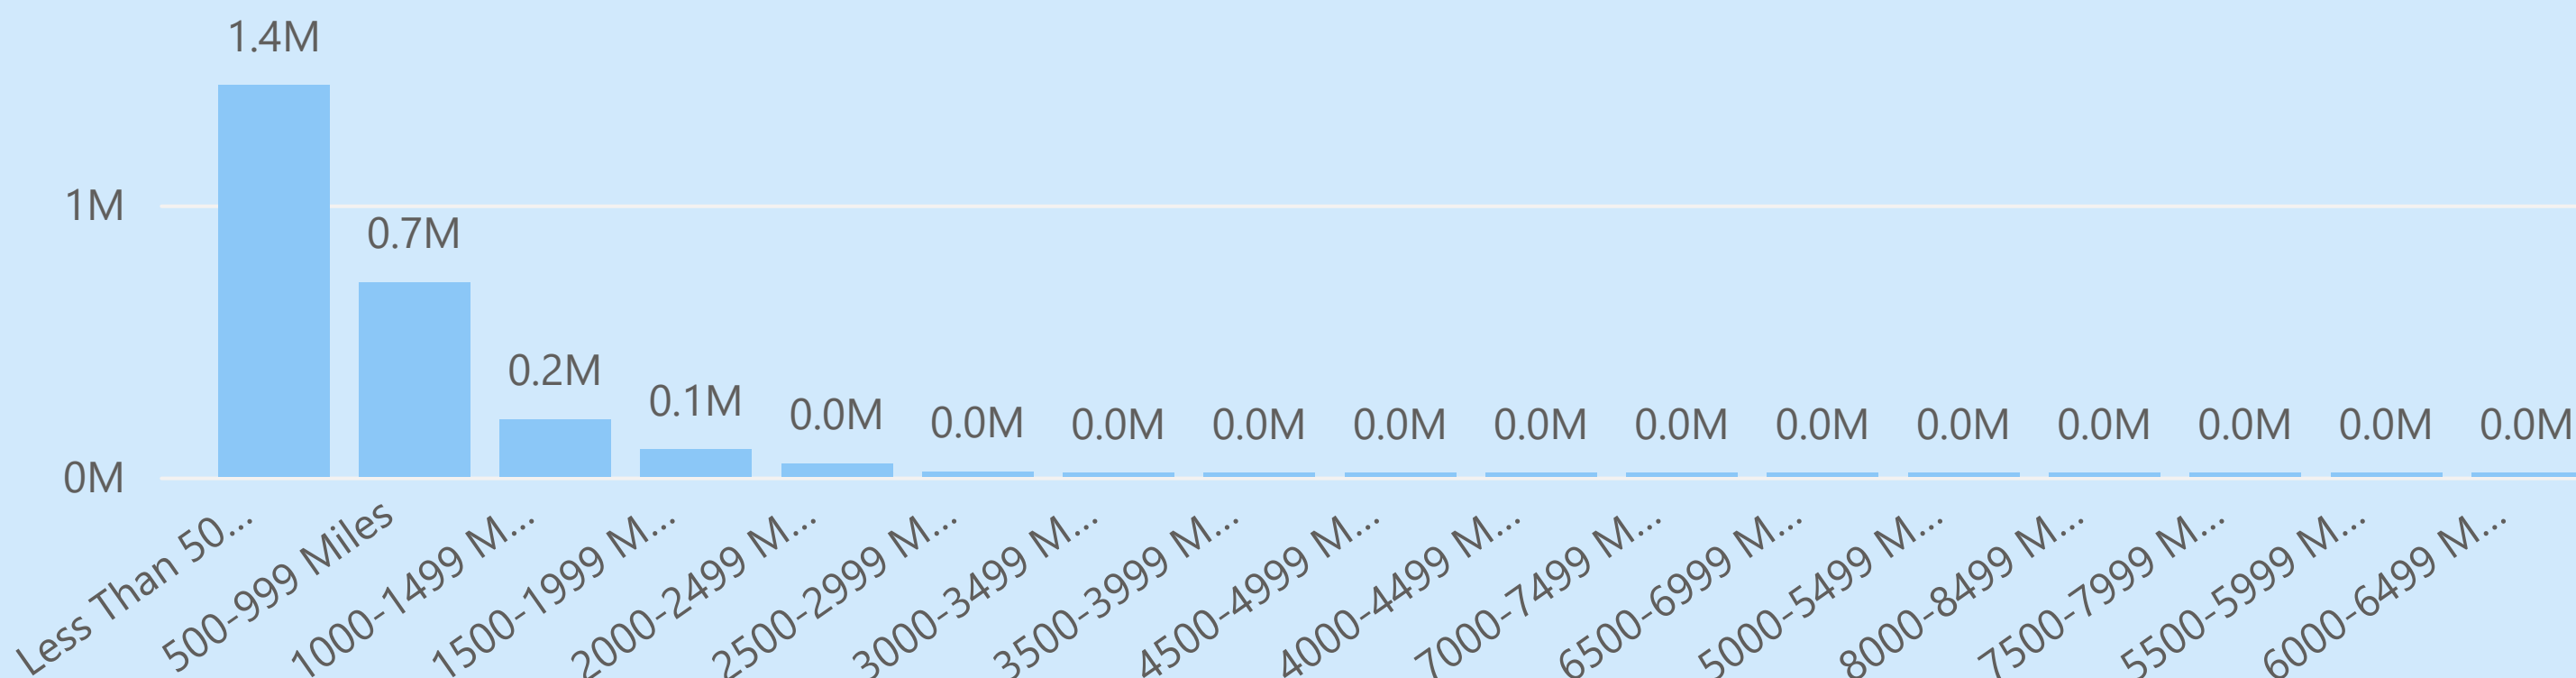 1.4M
1M
0.7M
0.2M
0.1M
0.0M
0.0M
0.0M
0.0M
0.0M
0.0M
0.0M
0.0M
0.0M
0.0M
0.0M
0.0M
0.0M
0M
Less Than 50...
500-999 Miles
1000-1499 M...
1500-1999 M...
2000-2499 M...
2500-2999 M...
3000-3499 M...
3500-3999 M...
4500-4999 M...
4000-4499 M...
7000-7499 M...
6500-6999 M...
5000-5499 M...
8000-8499 M...
7500-7999 M...
5500-5999 M...
6000-6499 M...